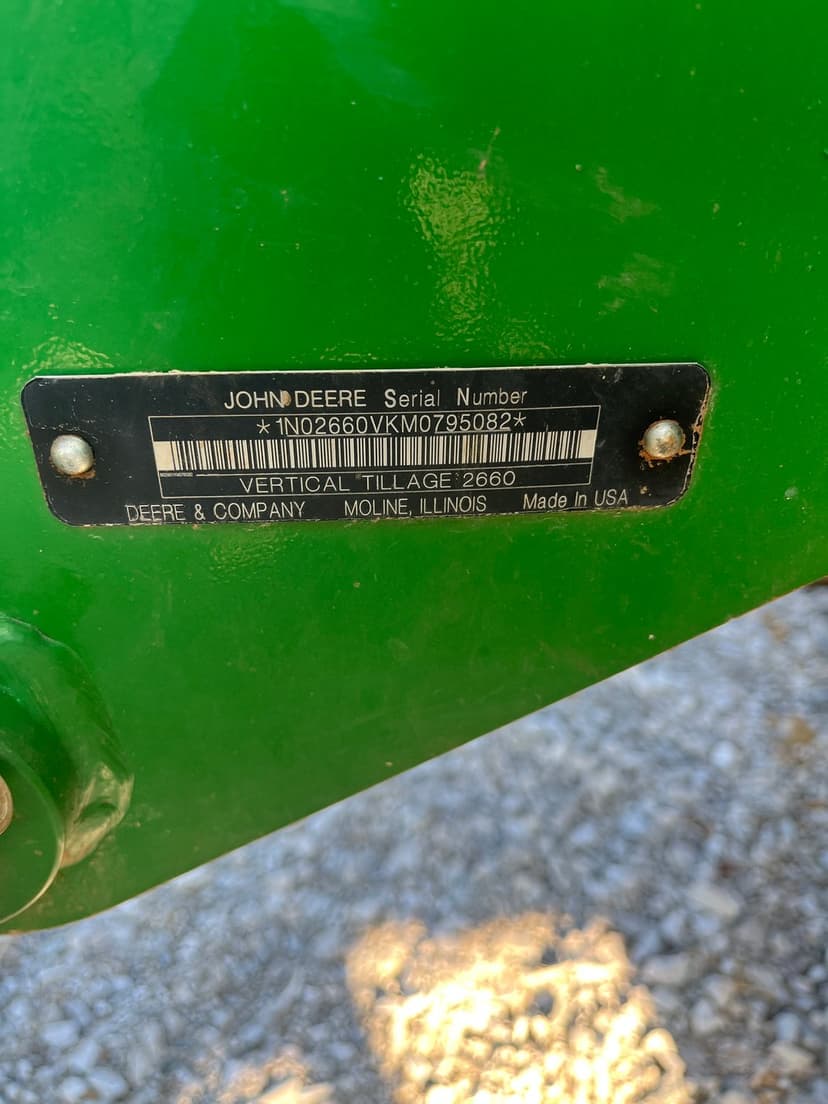 JOHN DEERE Serial Number
*1N02660VKM0795082*
VERTICAL TILLAGE 2660
DEERE & COMPANY MOLINE, ILLINOIS Made In USA